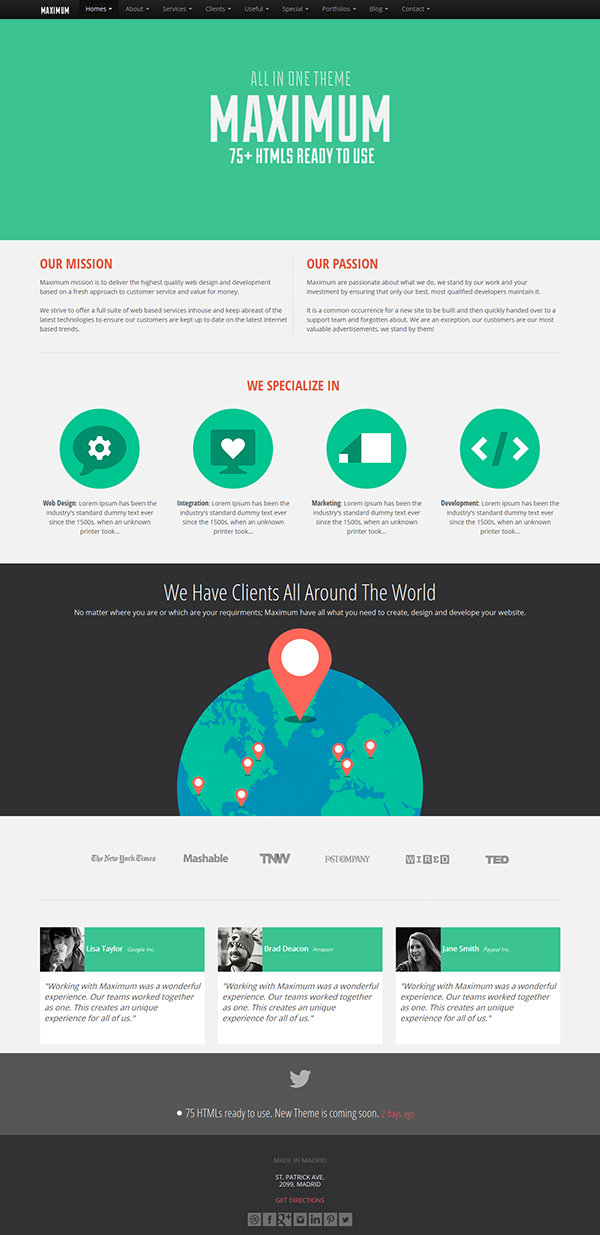 MAXIMUM Homes About Services Clients Useful Special Portfolios Blog Contact
ALL IN ONE THEME
MAXIMUM
75+ HTMLS READY TO USE
OUR MISSION
Maximum mission is to deliver the highest quality web design and development
based on a fresh approach to customer service and value for money.
We strive to offer a full suite of web based services inhouse and keep abreast of the
latest technologies to ensure our customers are kept up to date on the latest internet
based trends.
OUR PASSION
Maximum are passionate about what we do, we stand by our work and your
investment by ensuring that only our best, most qualified developers maintain it.
It is a common occurrence for a new site to be built and then quickly handed over to a
support team and forgotten about. We are an exception, our customers are our most
valuable advertisements, we stand by them!
WE SPECIALIZE IN
Web Design: Lorem Ipsum has been the
industry's standard dummy text ever
since the 1500s, when an unknown
printer took...
Integration: Lorem Ipsum has been the
industry's standard dummy text ever
since the 1500s, when an unknown
printer took...
Marketing: Lorem Ipsum has been the
industry's standard dummy text ever
since the 1500s, when an unknown
printer took...
Development: Lorem Ipsum has been the
industry's standard dummy text ever
since the 1500s, when an unknown
printer took...
We Have Clients All Around The World
No matter where you are or which are your requirments; Maximum have all what you need to create, design and develope your website.
The New York Times Mashable TNW FAST COMPANY WIRED TED
Lisa Taylor Google Inc.
"Working with Maximum was a wonderful
experience. Our teams worked together
as one. This creates an unique
experience for all of us."
Brad Deacon Amazon
"Working with Maximum was a wonderful
experience. Our teams worked together
as one. This creates an unique
experience for all of us."
Jane Smith Paypal Inc.
"Working with Maximum was a wonderful
experience. Our teams worked together
as one. This creates an unique
experience for all of us."
75 HTMLs ready to use. New Theme is coming soon. 2 days ago
MADE IN MADRID
ST. PATRICK AVE.
2099, MADRID
GET DIRECTIONS